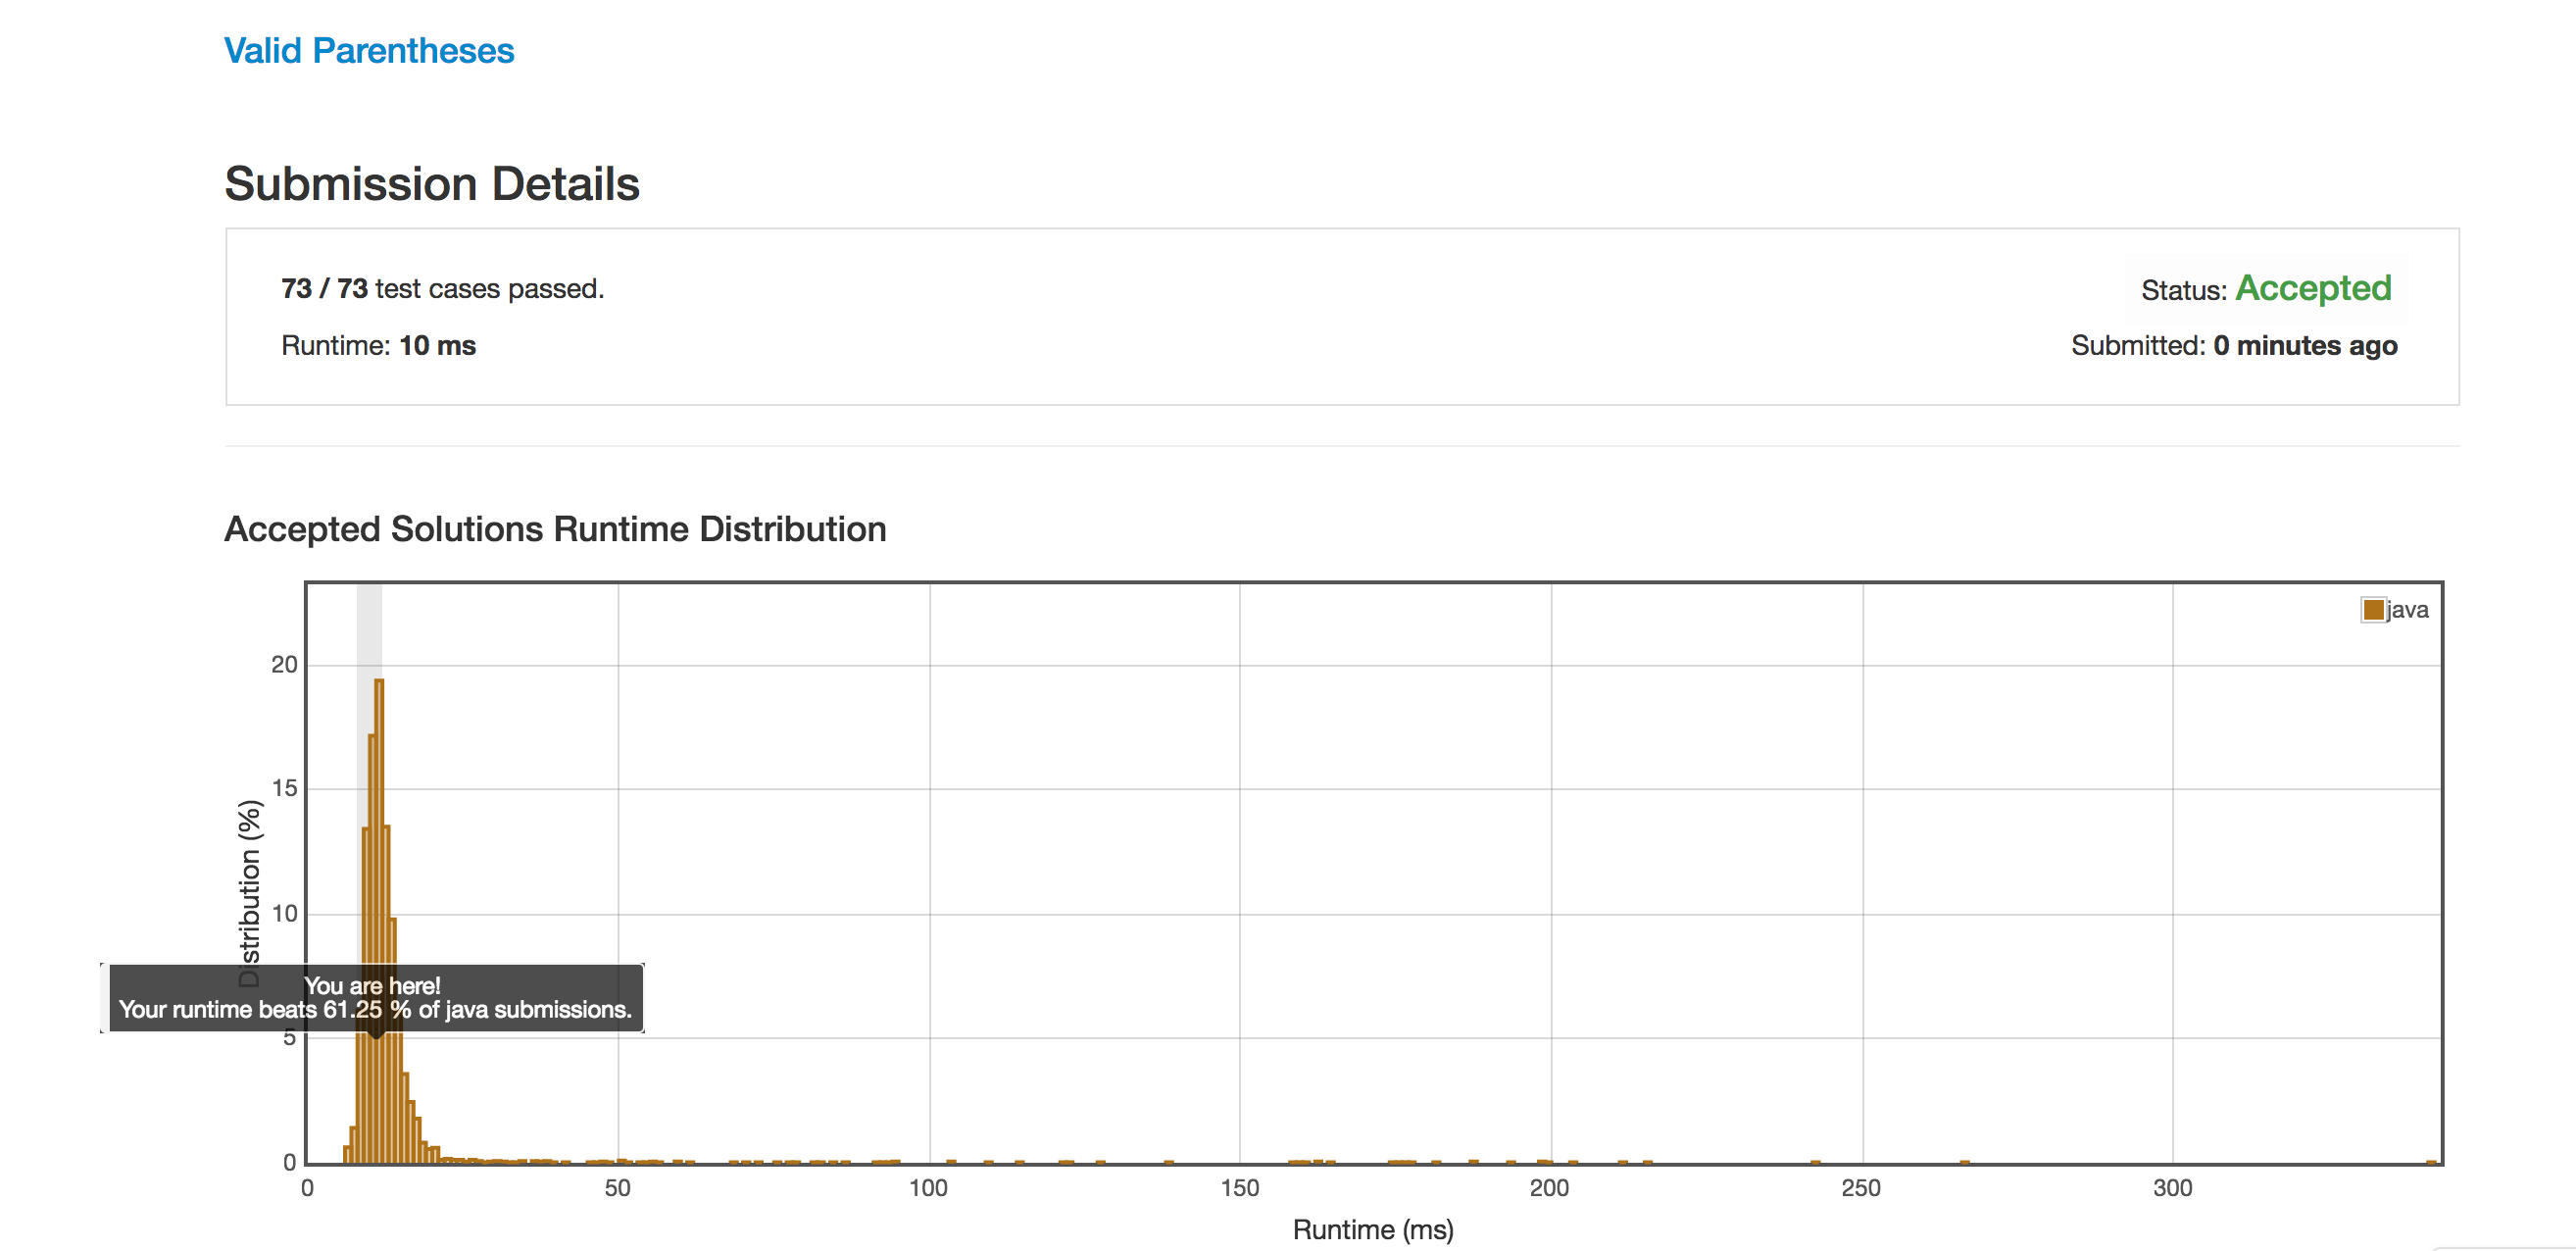 Valid Parentheses
Submission Details
73 / 73 test cases passed.
Status: Accepted
Runtime: 10 ms
Submitted: 0 minutes ago
Accepted Solutions Runtime Distribution
java
20
15
10
5
0
Distribution (%)
You are here!
Your runtime beats 61.25 % of java submissions.
0 50 100 150 200 250 300
Runtime (ms)